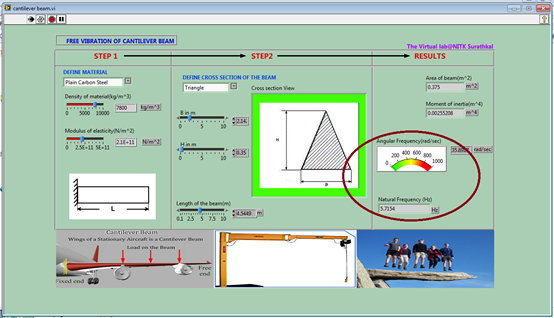 cantilever beam.vi
FREE VIBRATION OF CANTILEVER BEAM
The Virtual lab@NITK Surathkal
STEP 1
STEP2
RESULTS
DEFINE MATERIAL
Plain Carbon Steel
Density of material(kg/m^3)
7800 kg/m^3
0 5000 10000
Modulus of elasticity(N/m^2)
2.1E+11 N/m^2
0 2.5E+11 5E+11
L
DEFINE CROSS SECTION OF THE BEAM
Triangle
B in m
0 5 10
2.14
H in m
0 5 10
0.35
Length of the beam(m)
4.5449 m
0.1 2.5 5 7.5 10
Cross section View
H
B
Area of beam(m^2)
0.375 m^2
Moment of inertia(m^4)
0.00255208 m^4
Angular Frequency(rad/sec)
0 200 400 600 800 1000
rad/sec
Natural Frequency (Hz)
5.7154 Hz
Cantilever Beam
Wings of a Stationary Aircraft is a Cantilever Beam
Load on the Beam
Fixed end
Free end